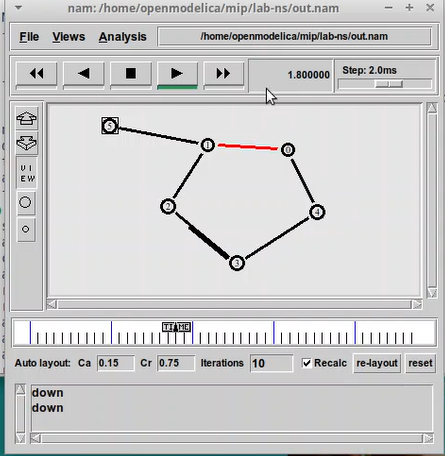 nam: /home/openmodelica/mip/lab-ns/out.nam
File Views Analysis /home/openmodelica/mip/lab-ns/out.nam
1.800000 Step: 2.0ms
5
1
0
2
4
3
VI
EW
TIME
Auto layout: Ca 0.15 Cr 0.75 Iterations 10 Recalc re-layout reset
down
down